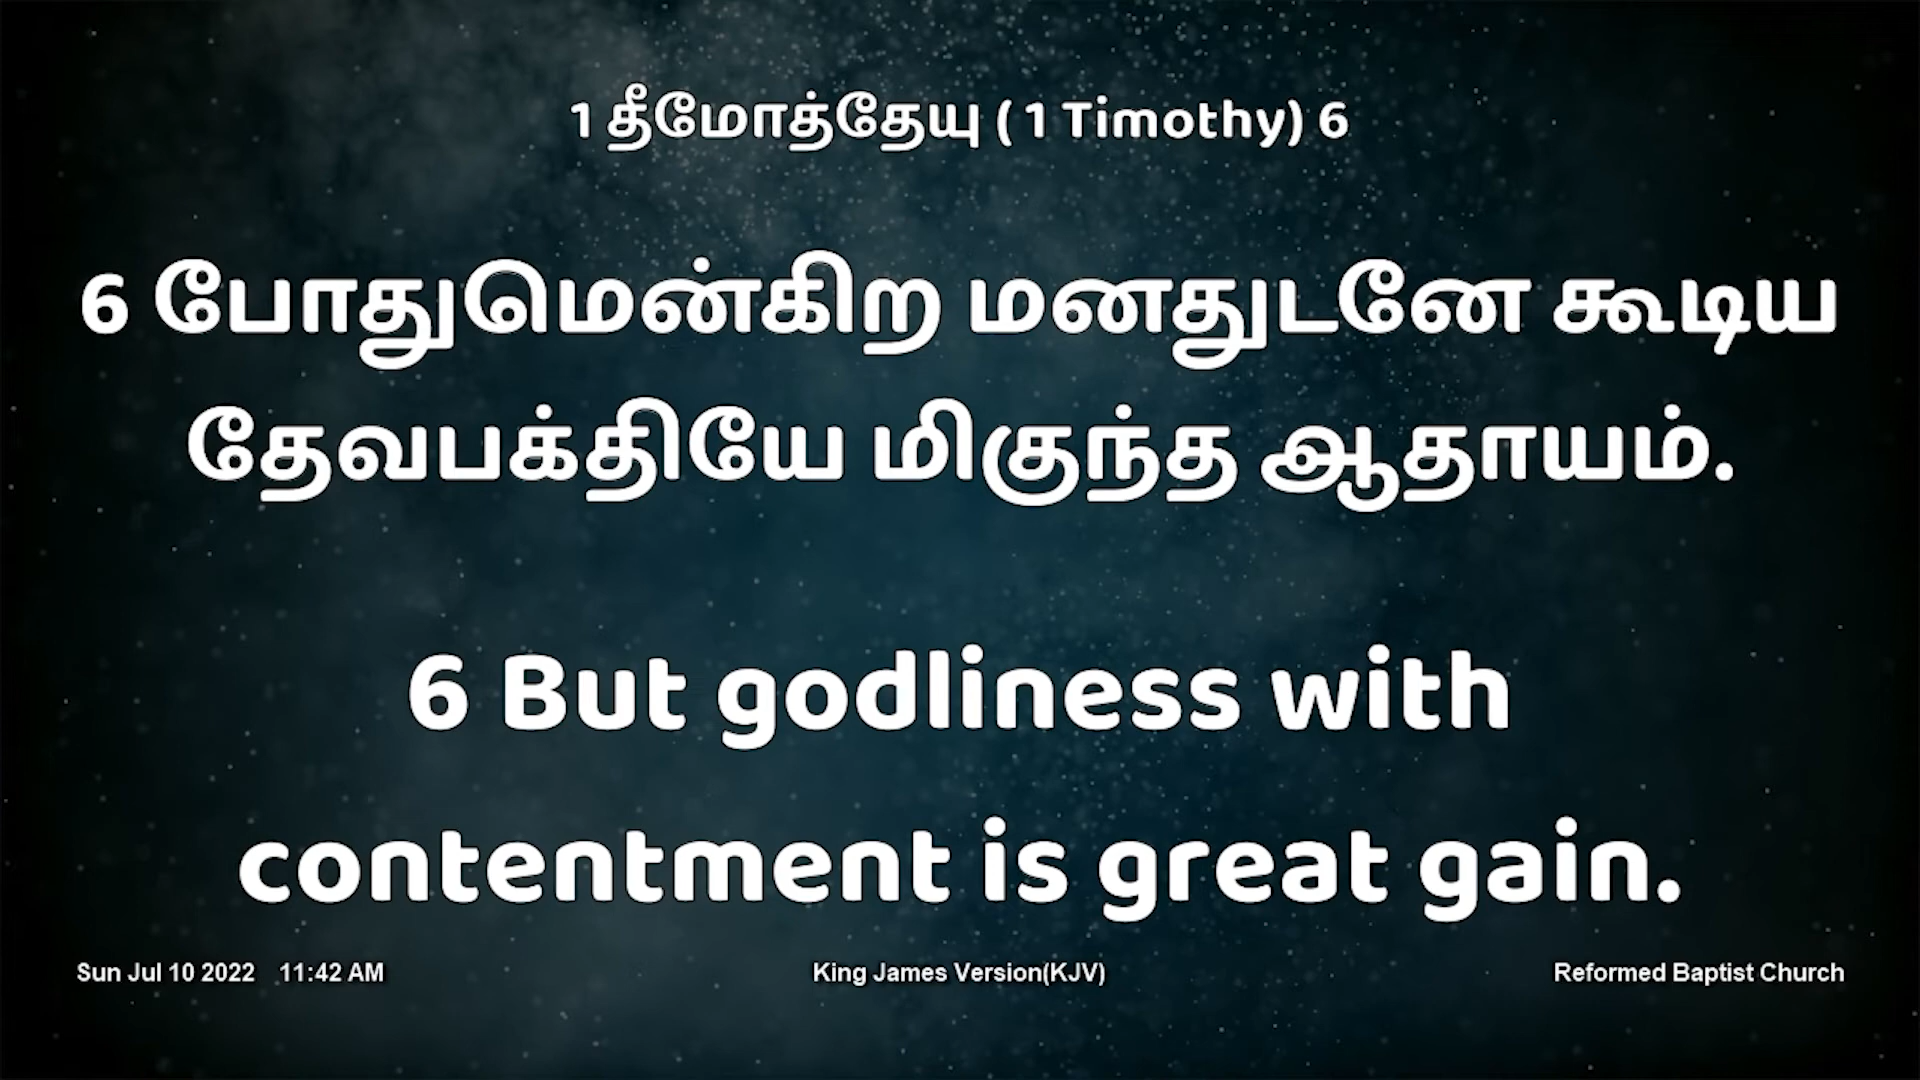 1 தீமோத்தேயு ( 1 Timothy) 6
6 போதுமென்கிற மனதுடனே கூடிய
தேவபக்தியே மிகுந்த ஆதாயம்.
6 But godliness with
contentment is great gain.
Sun Jul 10 2022 11:42 AM King James Version(KJV) Reformed Baptist Church